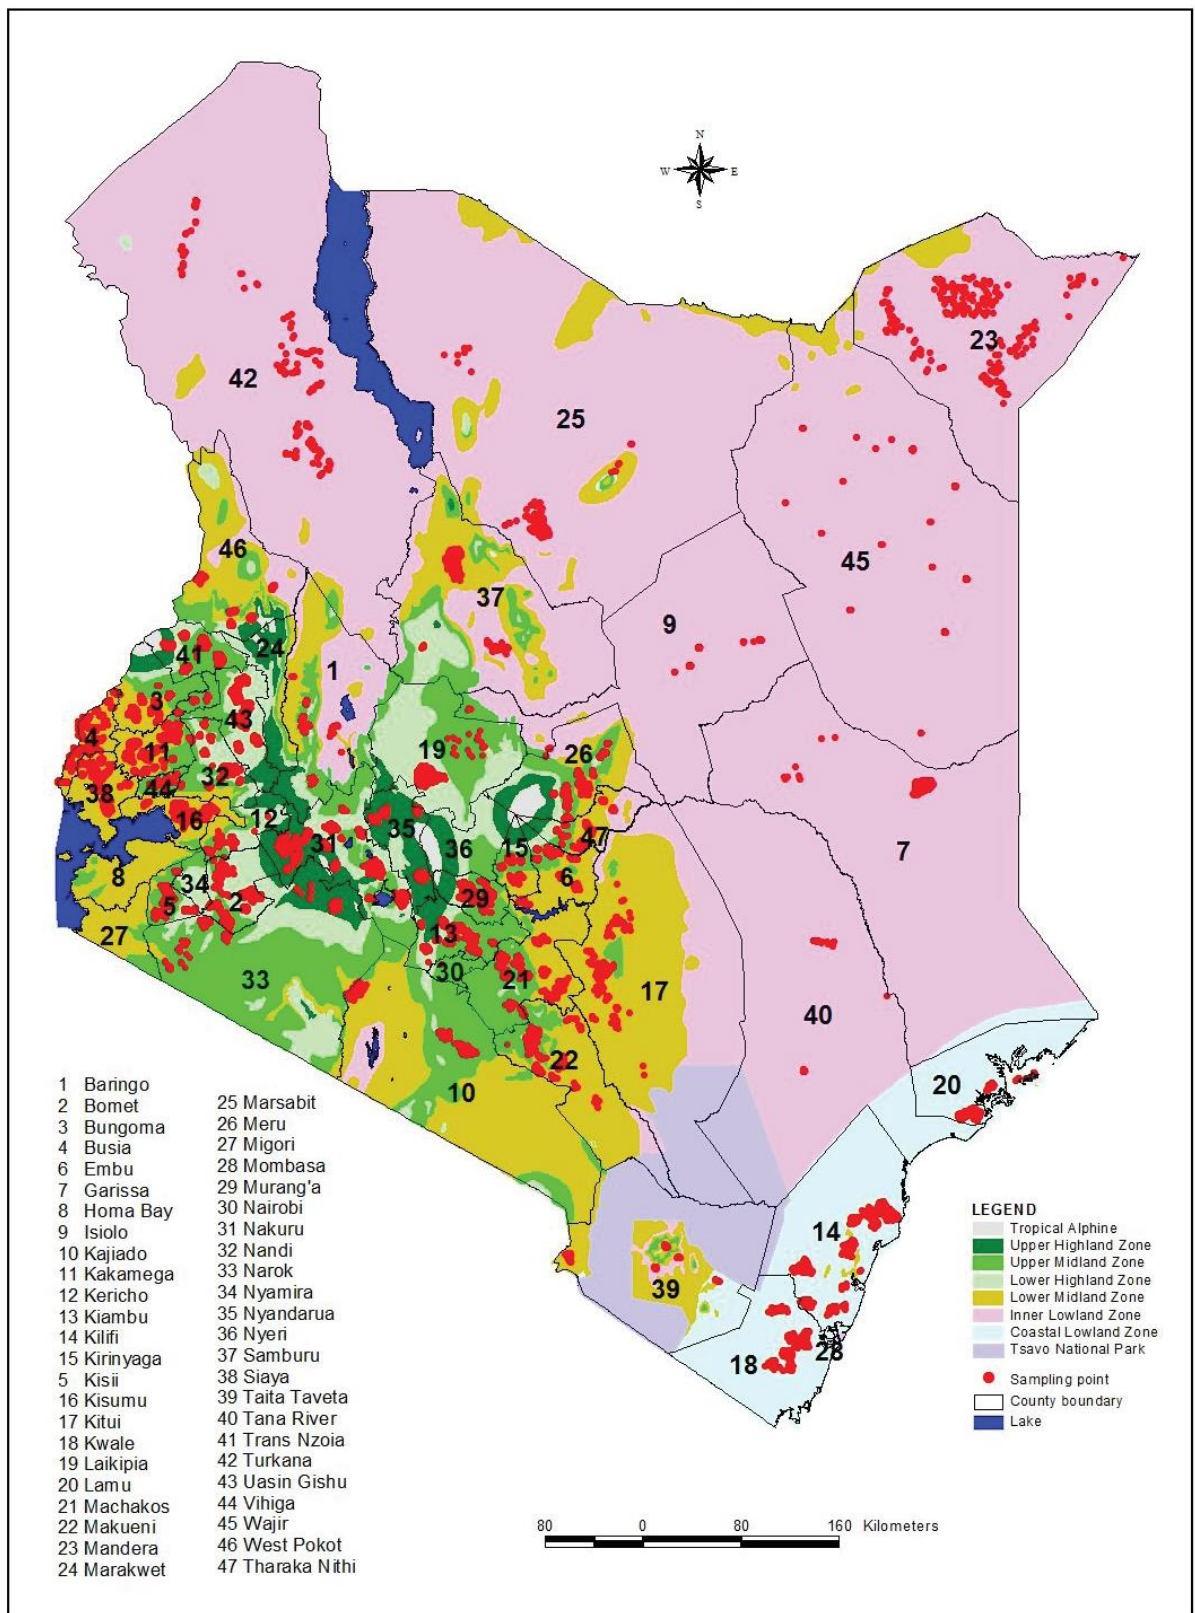 N
W E
S
42
23
25
45
46
9
37
24
41
1
3
43
4
11
19
26
32
38
44
16
12
31
35
36
15
47
7
8
34
6
5
2
29
27
13
30
21
33
17
40
22
10
20
14
39
18
28
1 Baringo
2 Bomet
3 Bungoma
4 Busia
6 Embu
7 Garissa
8 Homa Bay
9 Isiolo
10 Kajiado
11 Kakamega
12 Kericho
13 Kiambu
14 Kilifi
15 Kirinyaga
5 Kisii
16 Kisumu
17 Kitui
18 Kwale
19 Laikipia
20 Lamu
21 Machakos
22 Makueni
23 Mandera
24 Marakwet
25 Marsabit
26 Meru
27 Migori
28 Mombasa
29 Murang'a
30 Nairobi
31 Nakuru
32 Nandi
33 Narok
34 Nyamira
35 Nyandarua
36 Nyeri
37 Samburu
38 Siaya
39 Taita Taveta
40 Tana River
41 Trans Nzoia
42 Turkana
43 Uasin Gishu
44 Vihiga
45 Wajir
46 West Pokot
47 Tharaka Nithi
LEGEND
Tropical Alphine
Upper Highland Zone
Upper Midland Zone
Lower Highland Zone
Lower Midland Zone
Inner Lowland Zone
Coastal Lowland Zone
Tsavo National Park
Sampling point
County boundary
Lake
80 0 80 160 Kilometers